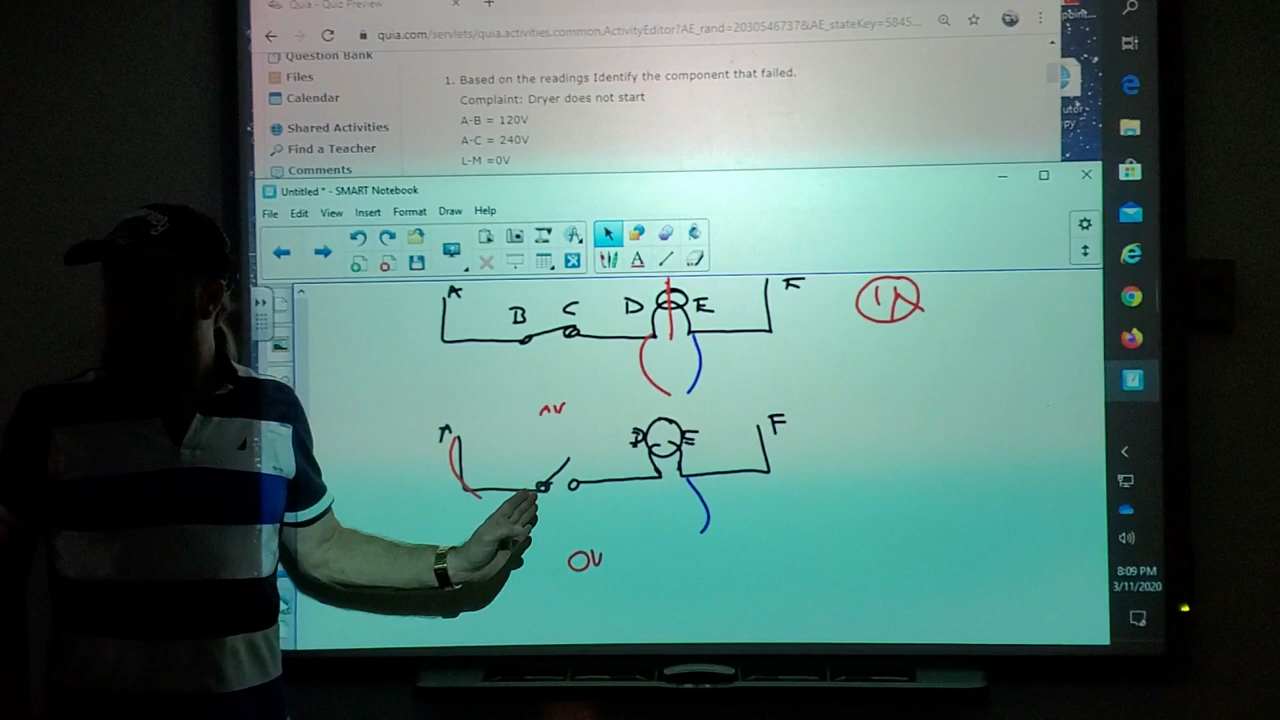 Quia - Quiz Preview
quia.com/servlets/quia.activities.common.ActivityEditor?AE_rand=2030546737&AE_stateKey=5845...
Question Bank
Files
Calendar
Shared Activities
Find a Teacher
Comments
1. Based on the readings Identify the component that failed.
Complaint: Dryer does not start
A-B = 120V
A-C = 240V
L-M =0V
Untitled * - SMART Notebook
File Edit View Insert Format Draw Help
A
B C D E F
A D E F
0V
8:09 PM
3/11/2020